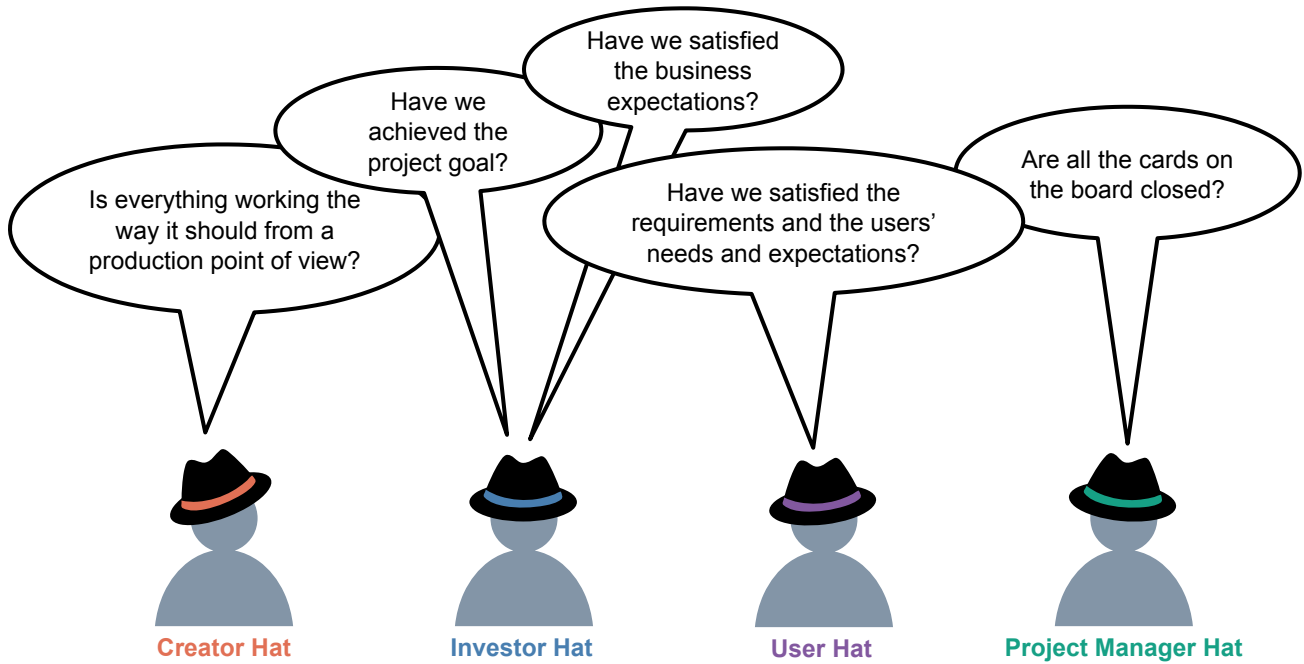 Have we satisfied
the business
expectations?
Have we
achieved the
project goal?
Is everything working the
way it should from a
production point of view?
Have we satisfied the
requirements and the users’
needs and expectations?
Are all the cards on
the board closed?
Creator Hat
Investor Hat
User Hat
Project Manager Hat